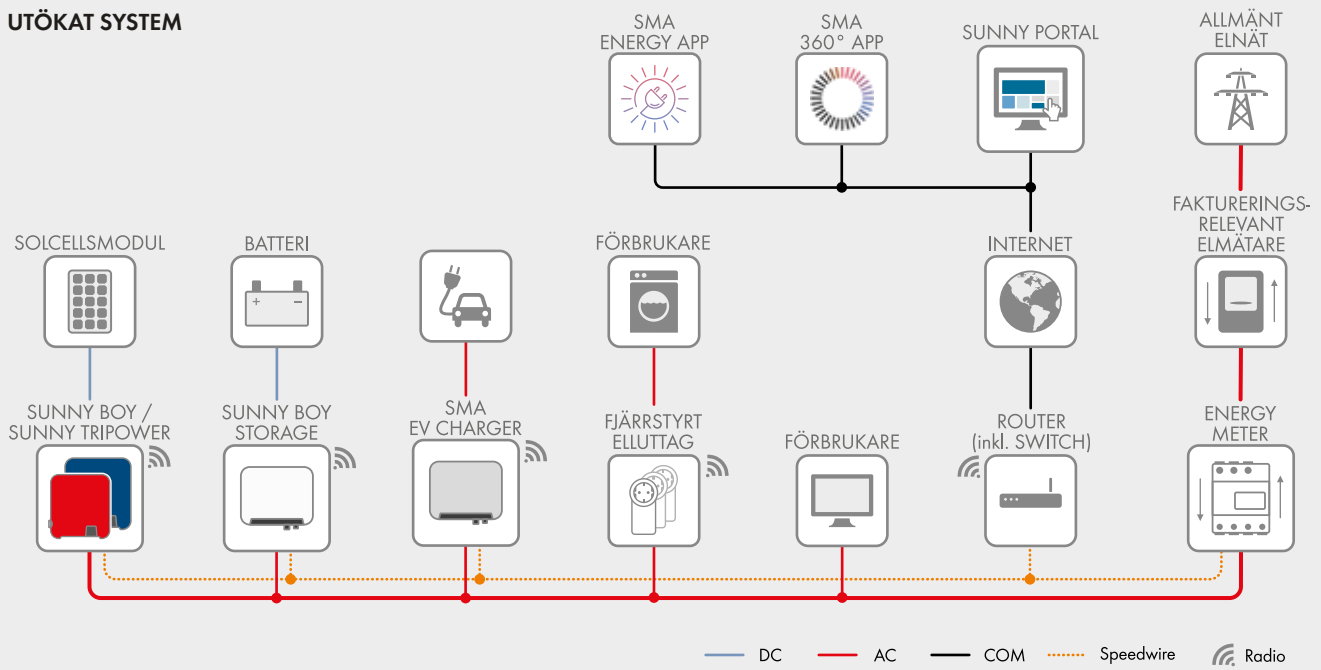 UTÖKAT SYSTEM
SMA
ENERGY APP
SMA
360° APP
SUNNY PORTAL
ALLMÄNT
ELNÄT
SOLCELLSMODUL
BATTERI
FÖRBRUKARE
INTERNET
FAKTURERINGS-
RELEVANT
ELMÄTARE
+ −
SUNNY BOY /
SUNNY TRIPOWER
SUNNY BOY
STORAGE
SMA
EV CHARGER
FJÄRRSTYRT
ELLUTTAG
FÖRBRUKARE
ROUTER
(inkl. SWITCH)
ENERGY
METER
DC
AC
COM
Speedwire
Radio